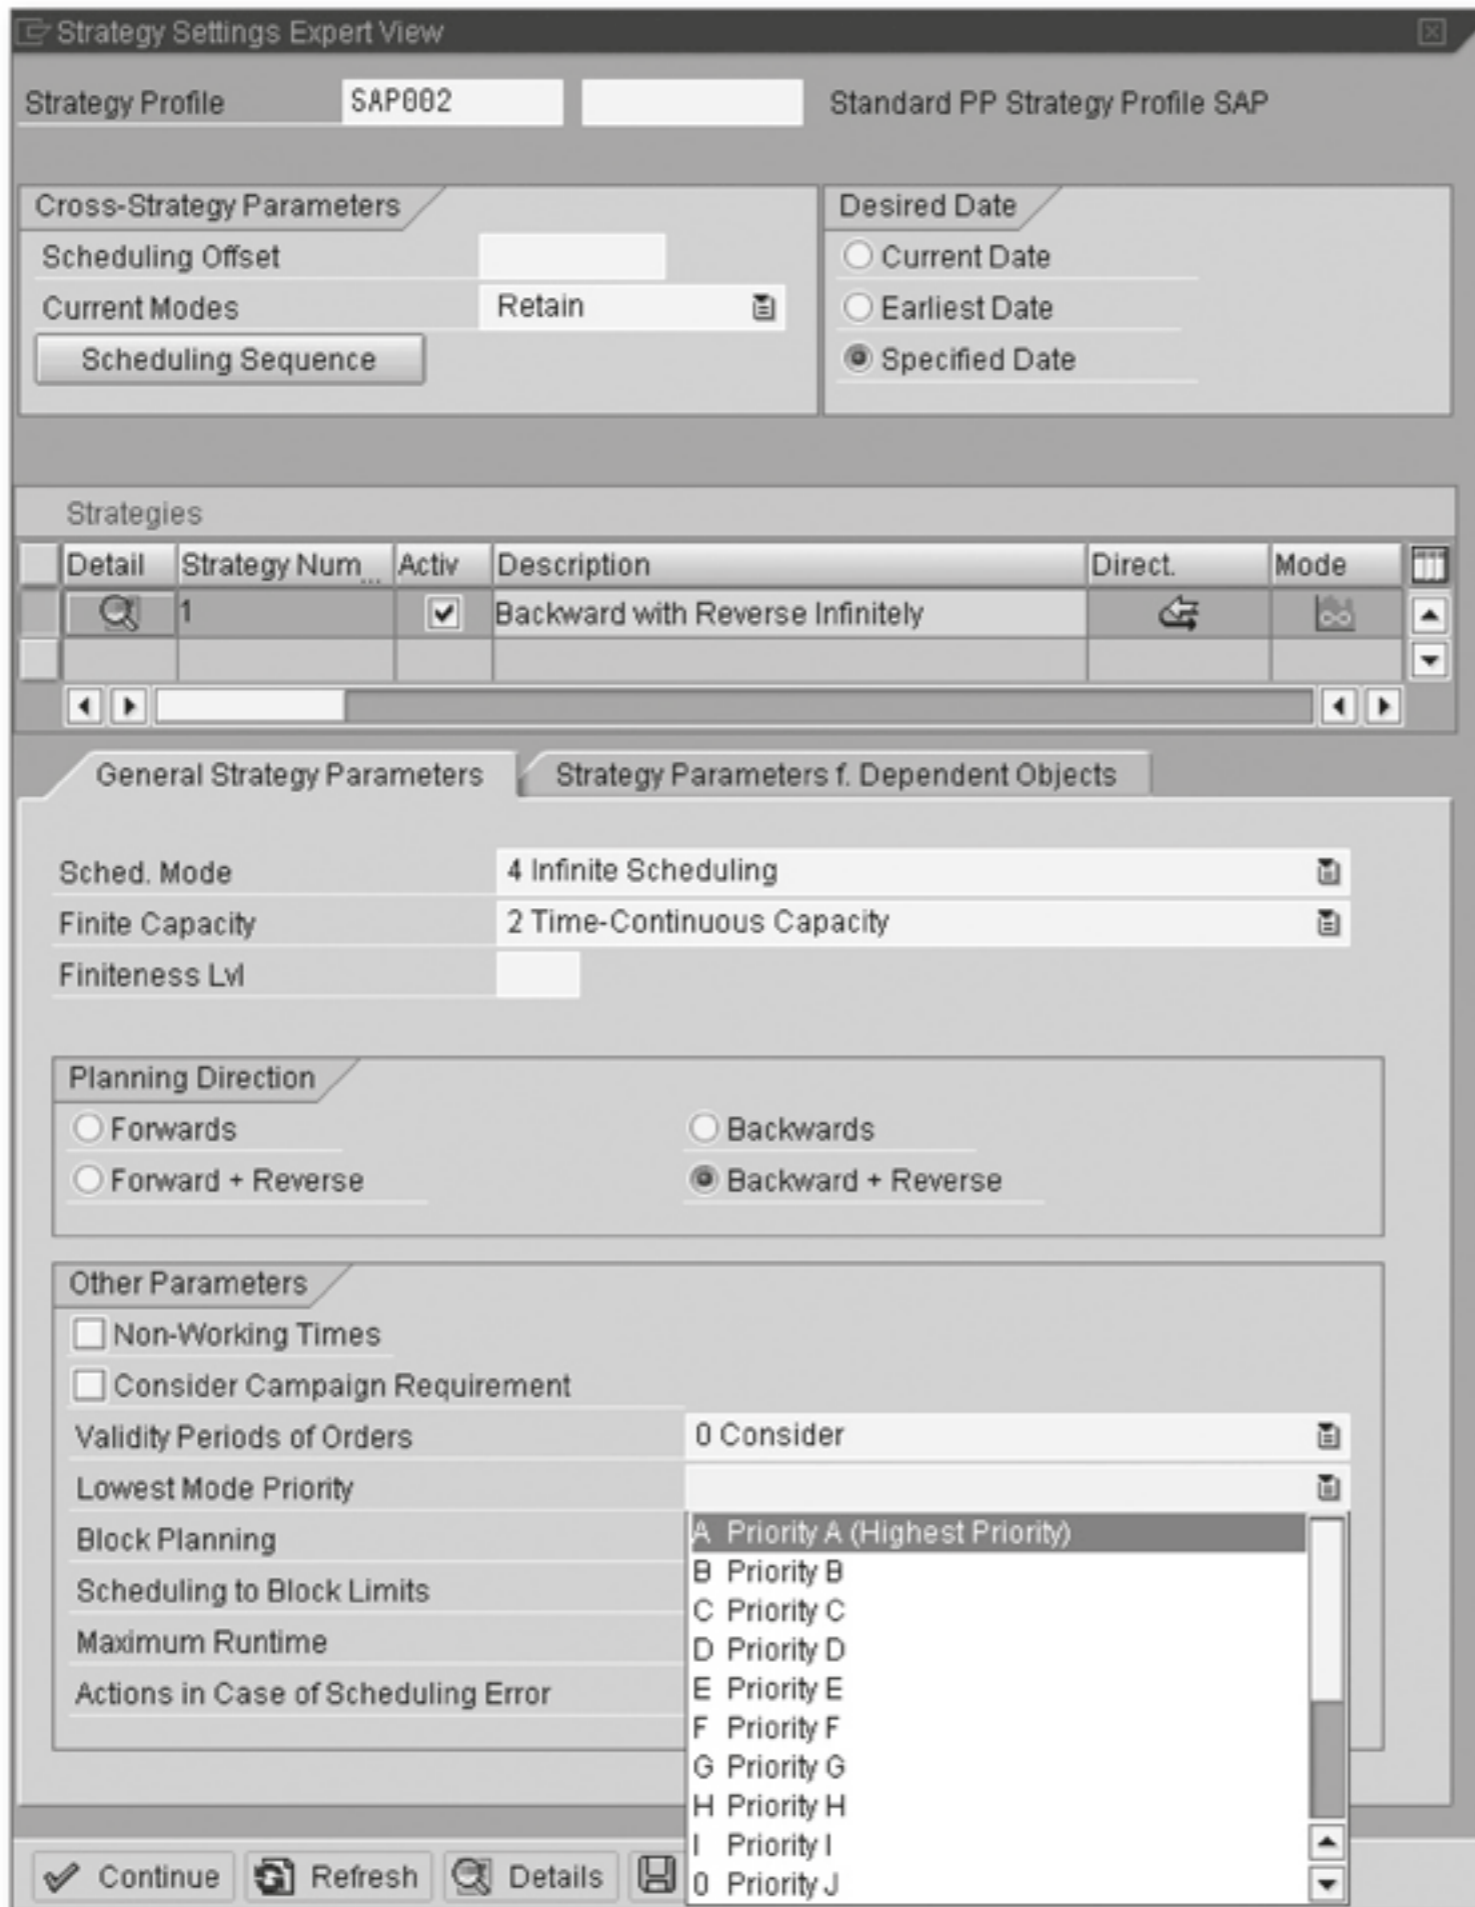 Strategy Settings Expert View
Strategy Profile SAP002 Standard PP Strategy Profile SAP
Cross-Strategy Parameters
Scheduling Offset
Current Modes Retain
Scheduling Sequence
Desired Date
Current Date
Earliest Date
Specified Date
Strategies
Detail Strategy Num... Activ Description Direct. Mode
1 Backward with Reverse Infinitely
General Strategy Parameters Strategy Parameters f. Dependent Objects
Sched. Mode 4 Infinite Scheduling
Finite Capacity 2 Time-Continuous Capacity
Finiteness Lvl
Planning Direction
Forwards Backwards
Forward + Reverse Backward + Reverse
Other Parameters
Non-Working Times
Consider Campaign Requirement
Validity Periods of Orders 0 Consider
Lowest Mode Priority
Block Planning
Scheduling to Block Limits
Maximum Runtime
Actions in Case of Scheduling Error
A Priority A (Highest Priority)
B Priority B
C Priority C
D Priority D
E Priority E
F Priority F
G Priority G
H Priority H
I Priority I
0 Priority J
Continue Refresh Details